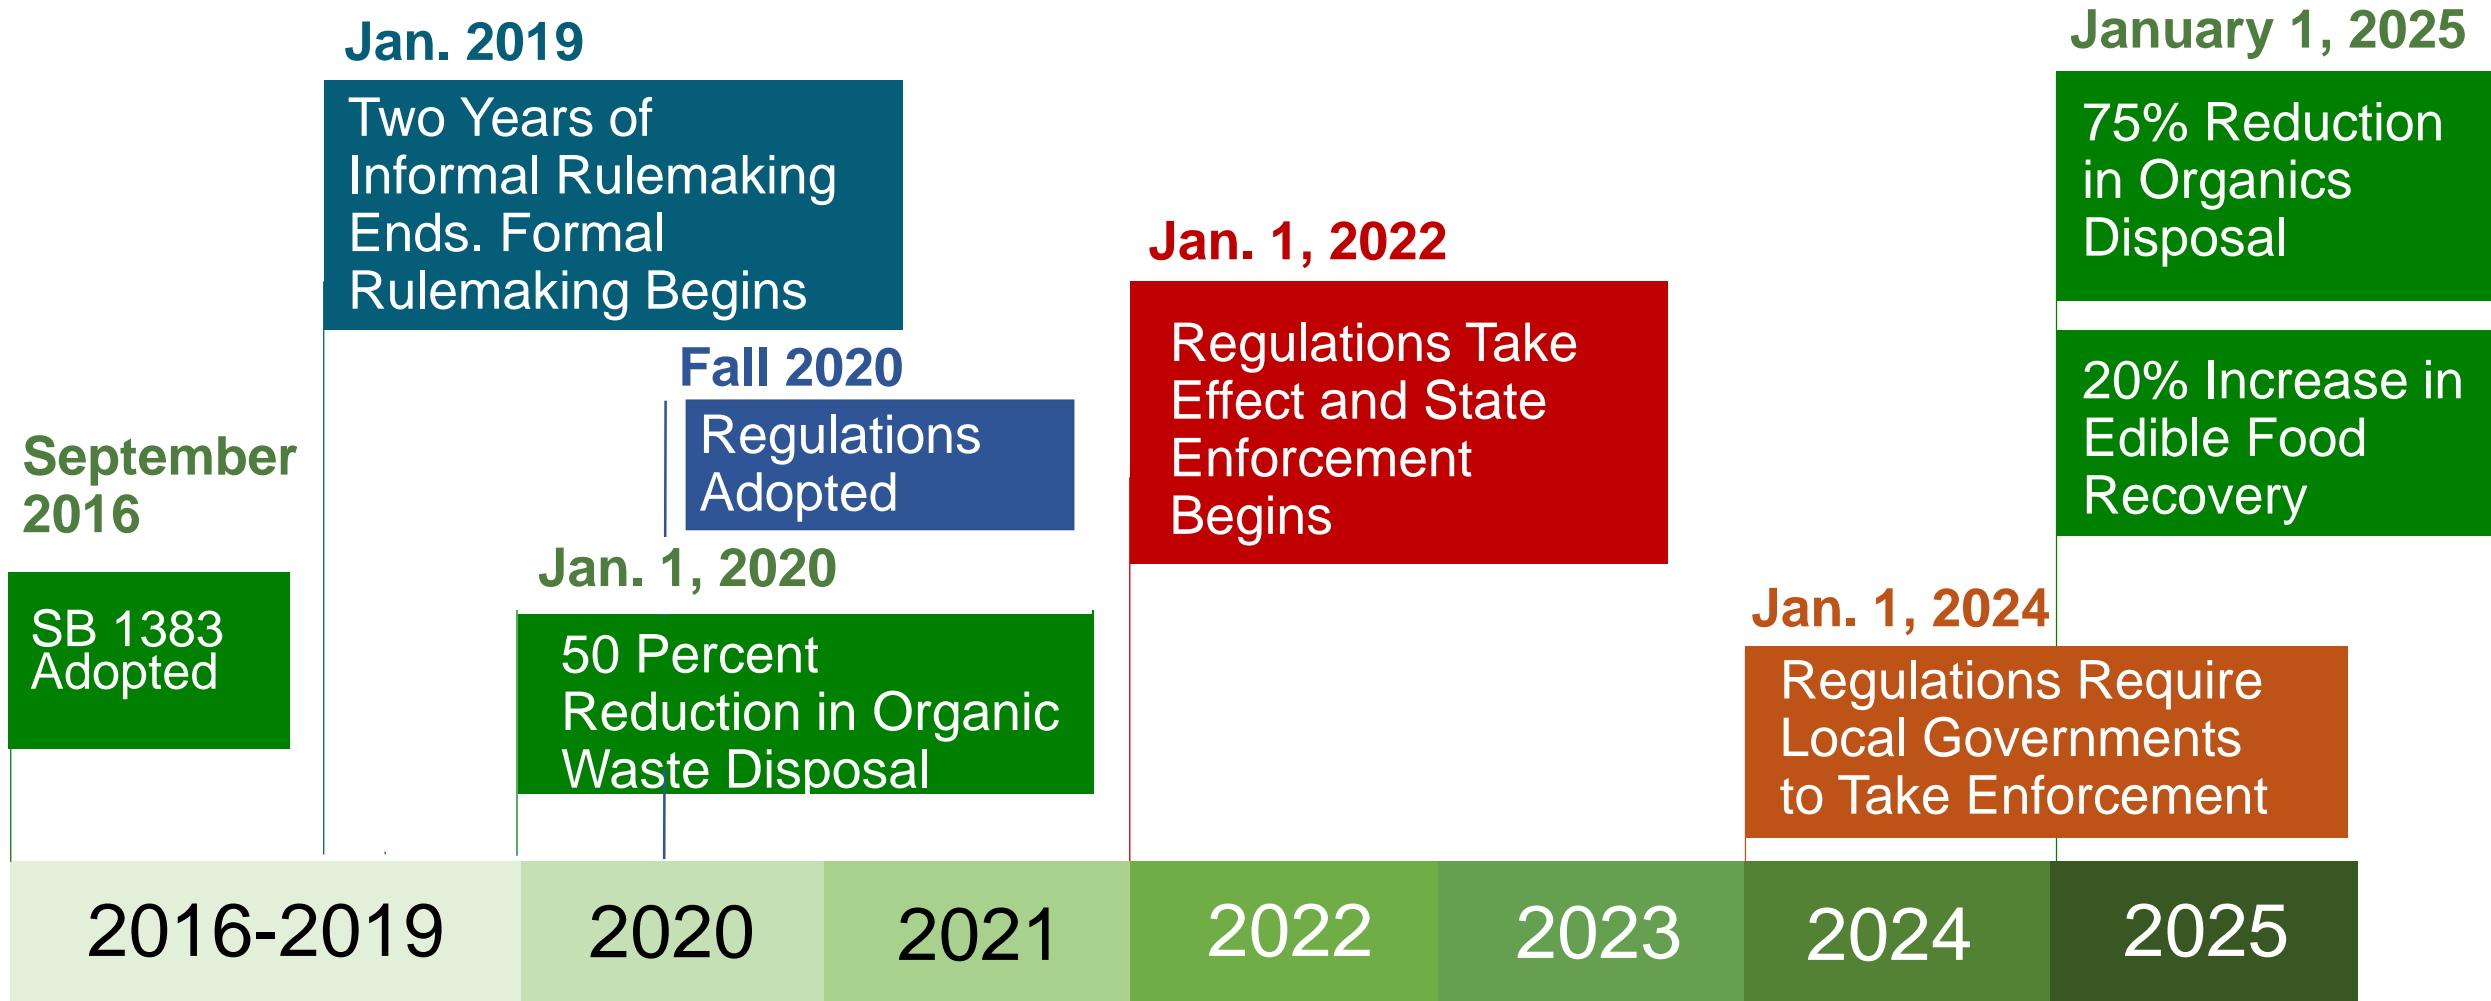 September
2016
SB 1383
Adopted
Jan. 2019
Two Years of
Informal Rulemaking
Ends. Formal
Rulemaking Begins
Fall 2020
Regulations
Adopted
Jan. 1, 2020
50 Percent
Reduction in Organic
Waste Disposal
Jan. 1, 2022
Regulations Take
Effect and State
Enforcement
Begins
Jan. 1, 2024
Regulations Require
Local Governments
to Take Enforcement
January 1, 2025
75% Reduction
in Organics
Disposal
20% Increase in
Edible Food
Recovery
2016-2019
2020
2021
2022
2023
2024
2025